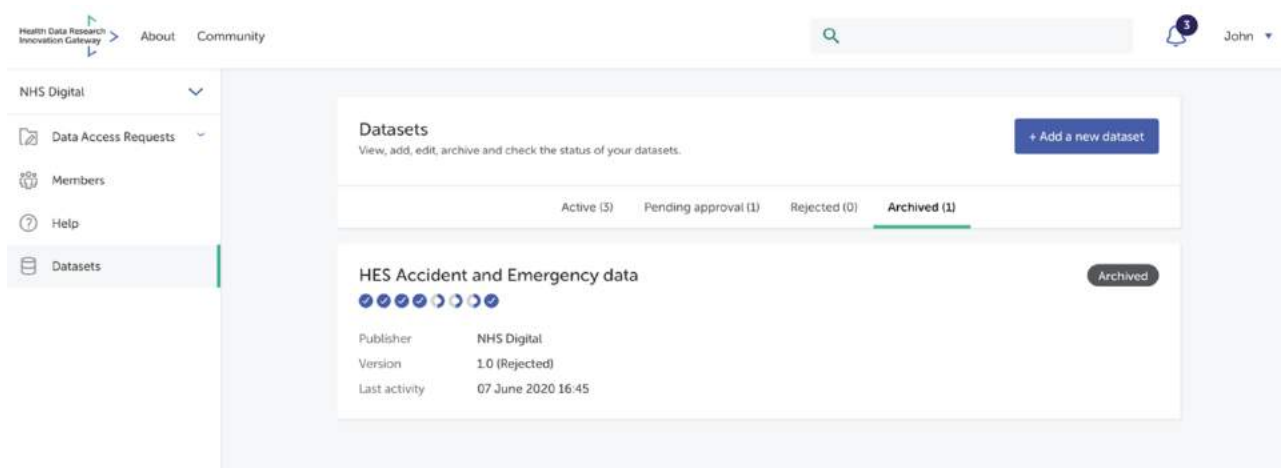 Health Data Research
Innovation Gateway
About Community
3
John
NHS Digital
Data Access Requests
Members
Help
Datasets
Datasets
View, add, edit, archive and check the status of your datasets.
+ Add a new dataset
Active (3) Pending approval (1) Rejected (0) Archived (1)
HES Accident and Emergency data
Archived
Publisher NHS Digital
Version 1.0 (Rejected)
Last activity 07 June 2020 16:45